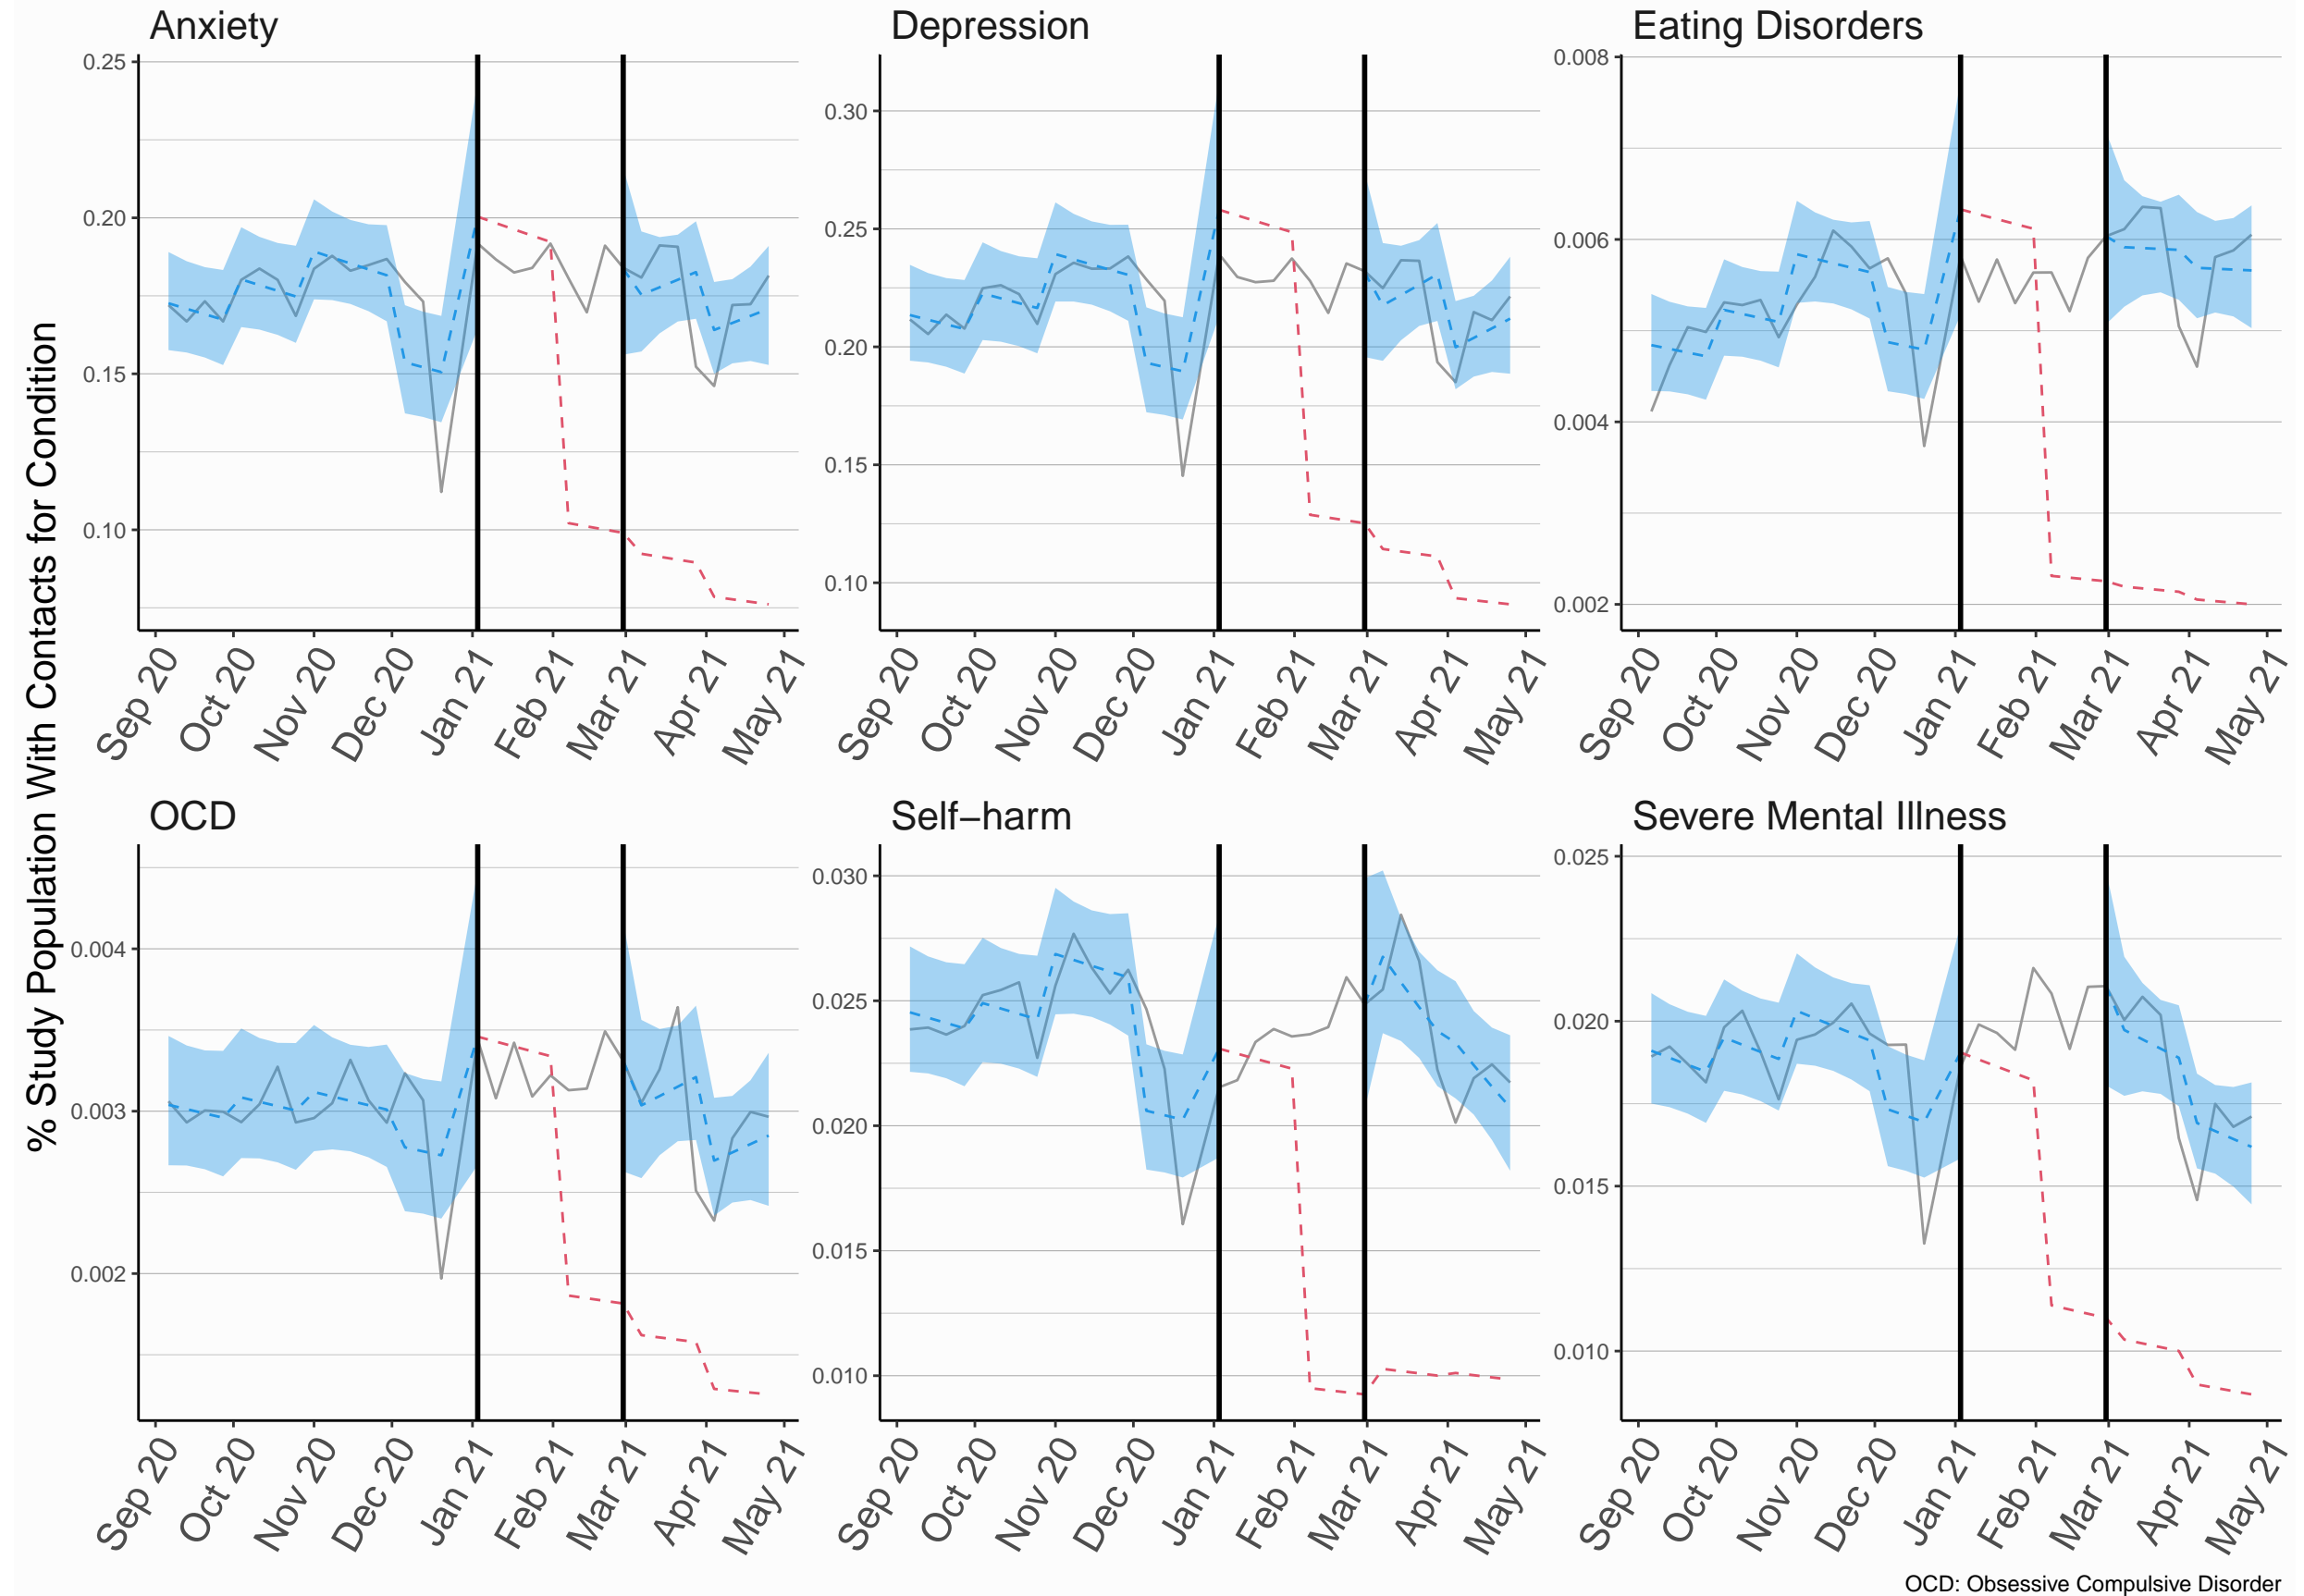 % Study Population With Contacts for Condition
Anxiety
0.25
0.20
0.15
0.10
Sep 20
Oct 20
Nov 20
Dec 20
Jan 21
Feb 21
Mar 21
Apr 21
May 21
Depression
0.30
0.25
0.20
0.15
0.10
Sep 20
Oct 20
Nov 20
Dec 20
Jan 21
Feb 21
Mar 21
Apr 21
May 21
Eating Disorders
0.008
0.006
0.004
0.002
Sep 20
Oct 20
Nov 20
Dec 20
Jan 21
Feb 21
Mar 21
Apr 21
May 21
OCD
0.004
0.003
0.002
Sep 20
Oct 20
Nov 20
Dec 20
Jan 21
Feb 21
Mar 21
Apr 21
May 21
Self−harm
0.030
0.025
0.020
0.015
0.010
Sep 20
Oct 20
Nov 20
Dec 20
Jan 21
Feb 21
Mar 21
Apr 21
May 21
Severe Mental Illness
0.025
0.020
0.015
0.010
Sep 20
Oct 20
Nov 20
Dec 20
Jan 21
Feb 21
Mar 21
Apr 21
May 21
OCD: Obsessive Compulsive Disorder